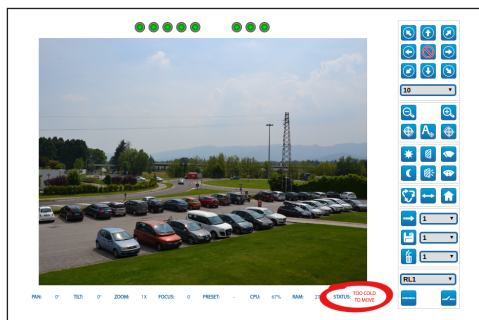 10
A
1
1
1
RL1
PAN: 0° TILT: 0° ZOOM: 1X FOCUS: 0 PRESET: - CPU: 67% RAM: STATUS: TOO COLD
TO MOVE